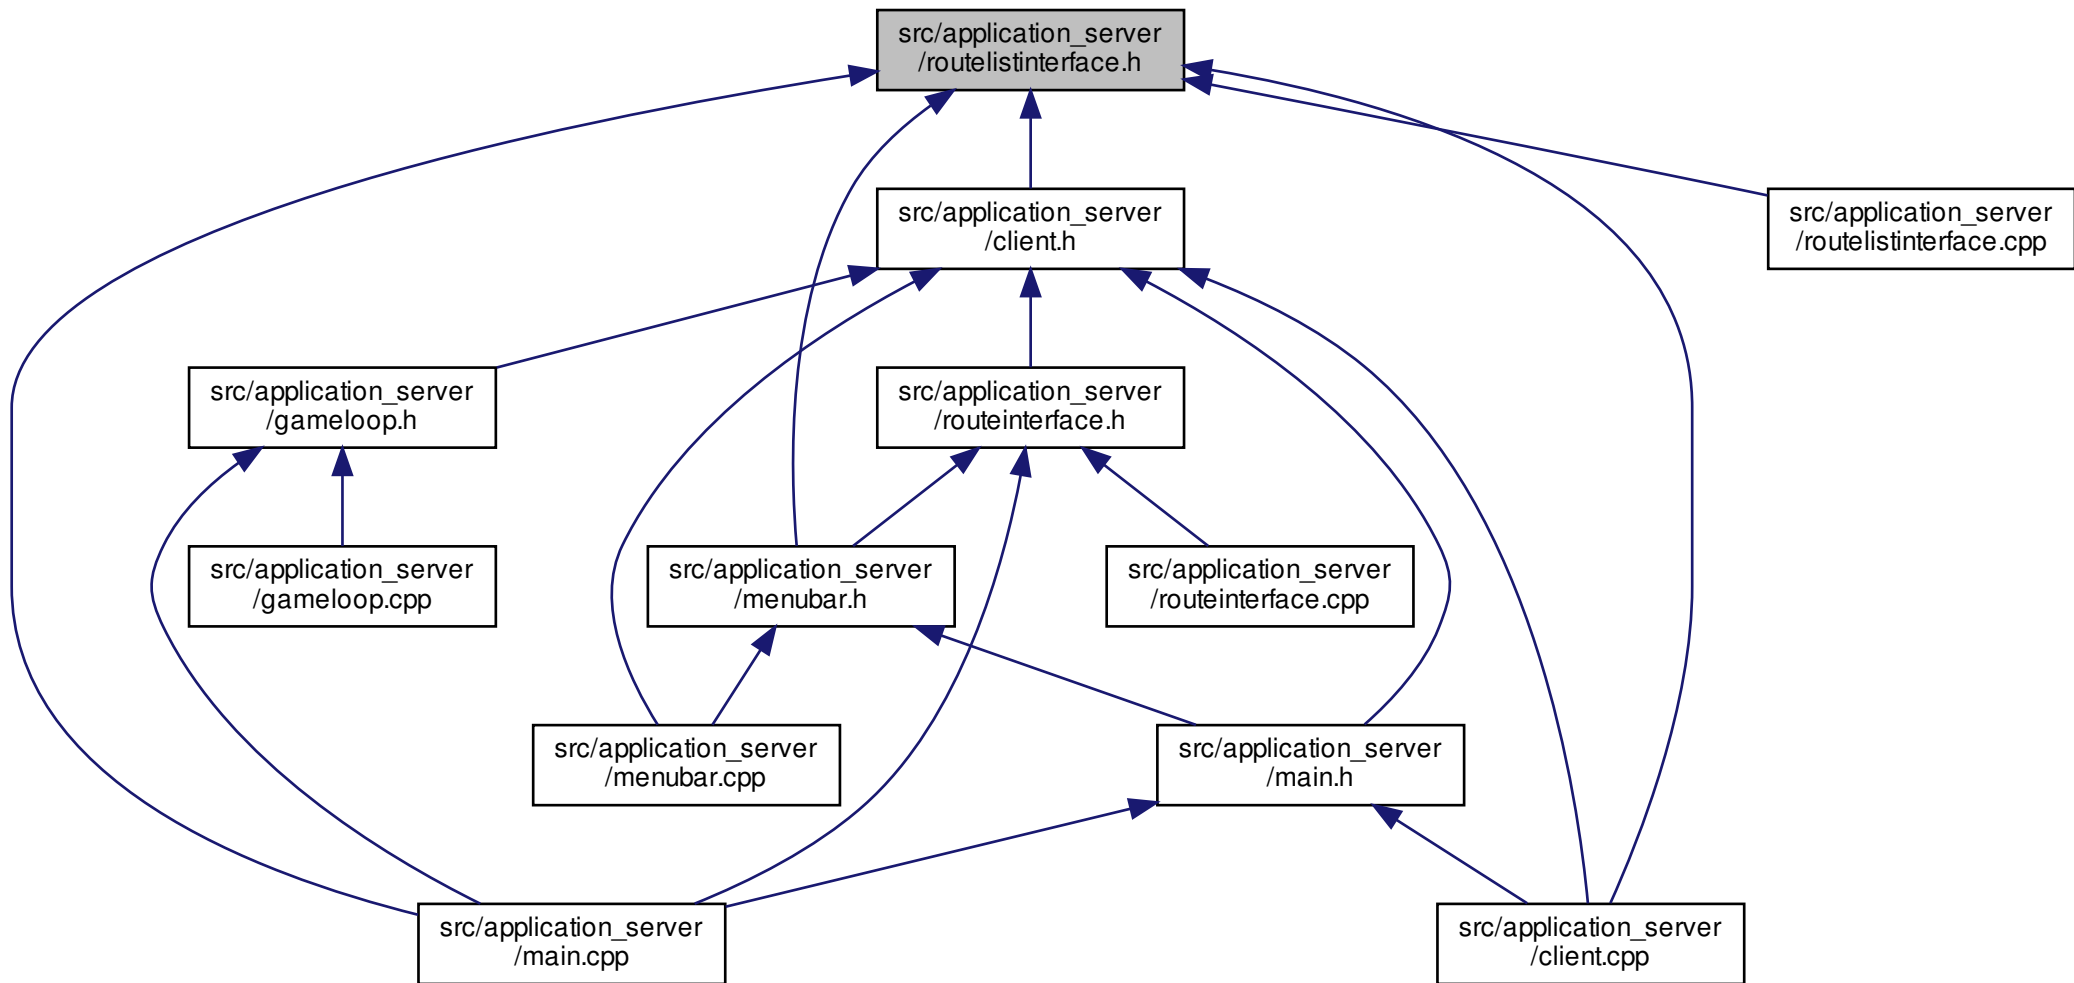 src/application_server
/routelistinterface.h
src/application_server
/client.h
src/application_server
/routelistinterface.cpp
src/application_server
/gameloop.h
src/application_server
/routeinterface.h
src/application_server
/gameloop.cpp
src/application_server
/menubar.h
src/application_server
/routeinterface.cpp
src/application_server
/menubar.cpp
src/application_server
/main.h
src/application_server
/main.cpp
src/application_server
/client.cpp